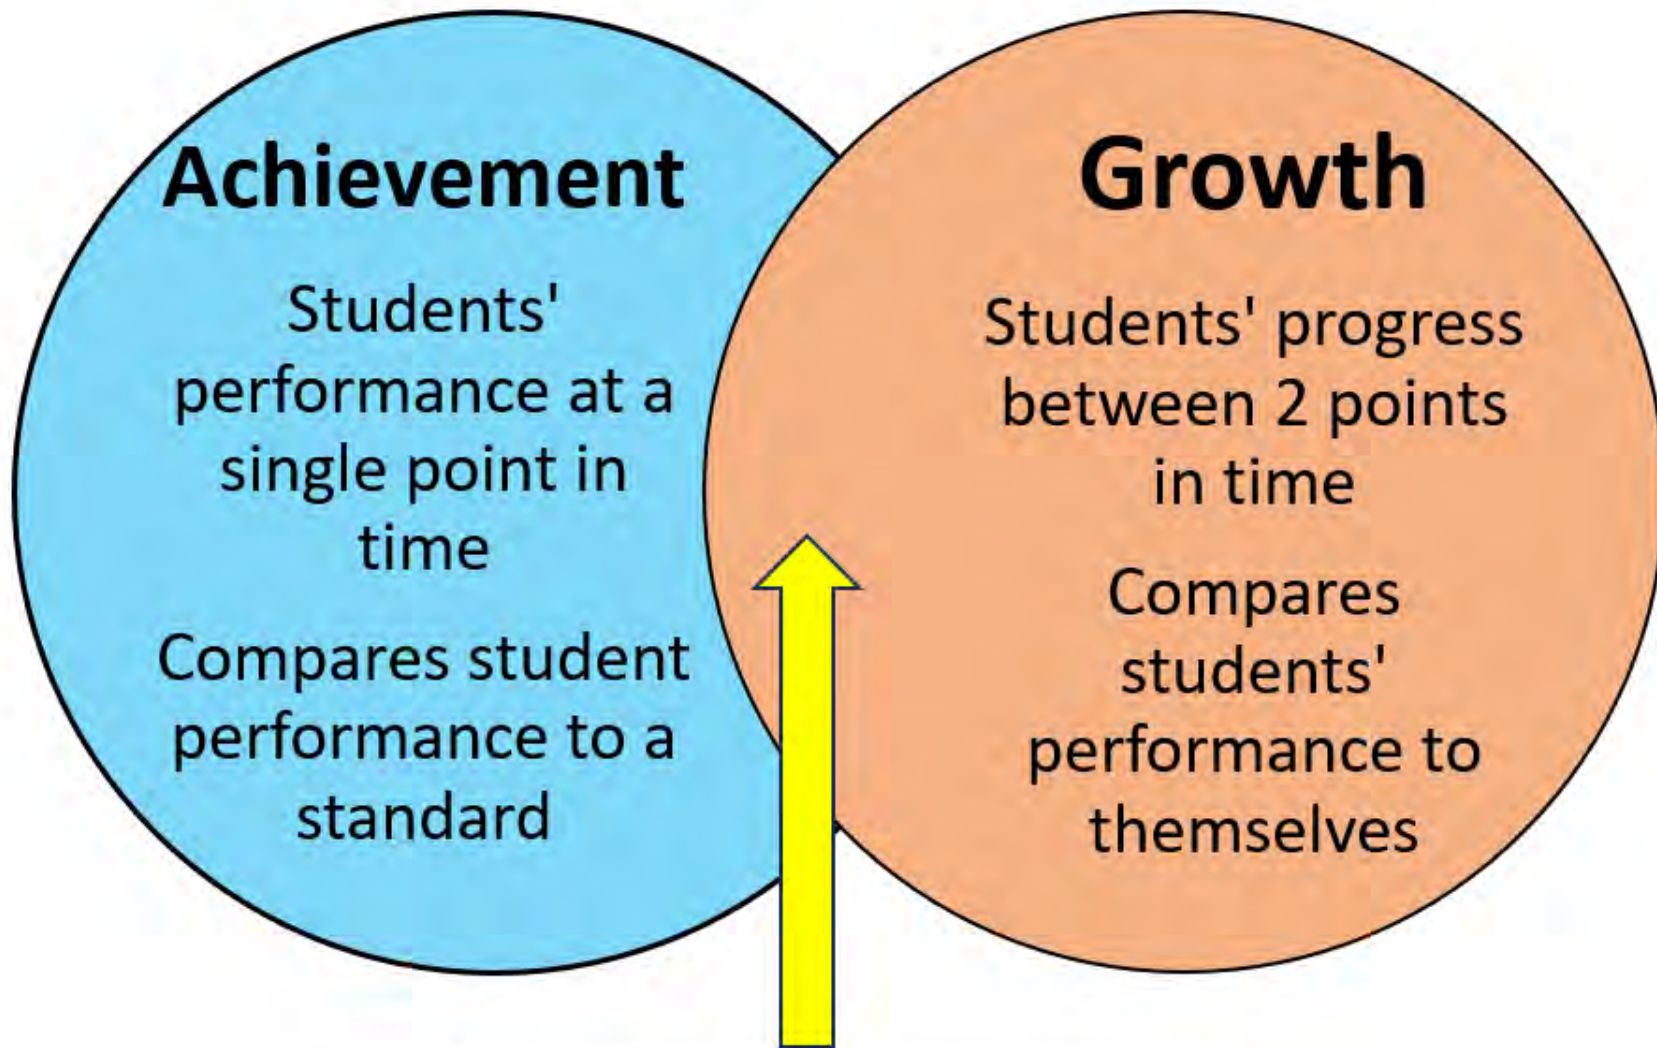 Achievement
Students'
performance at a
single point in
time
Compares student
performance to a
standard
Growth
Students' progress
between 2 points
in time
Compares
students'
performance to
themselves